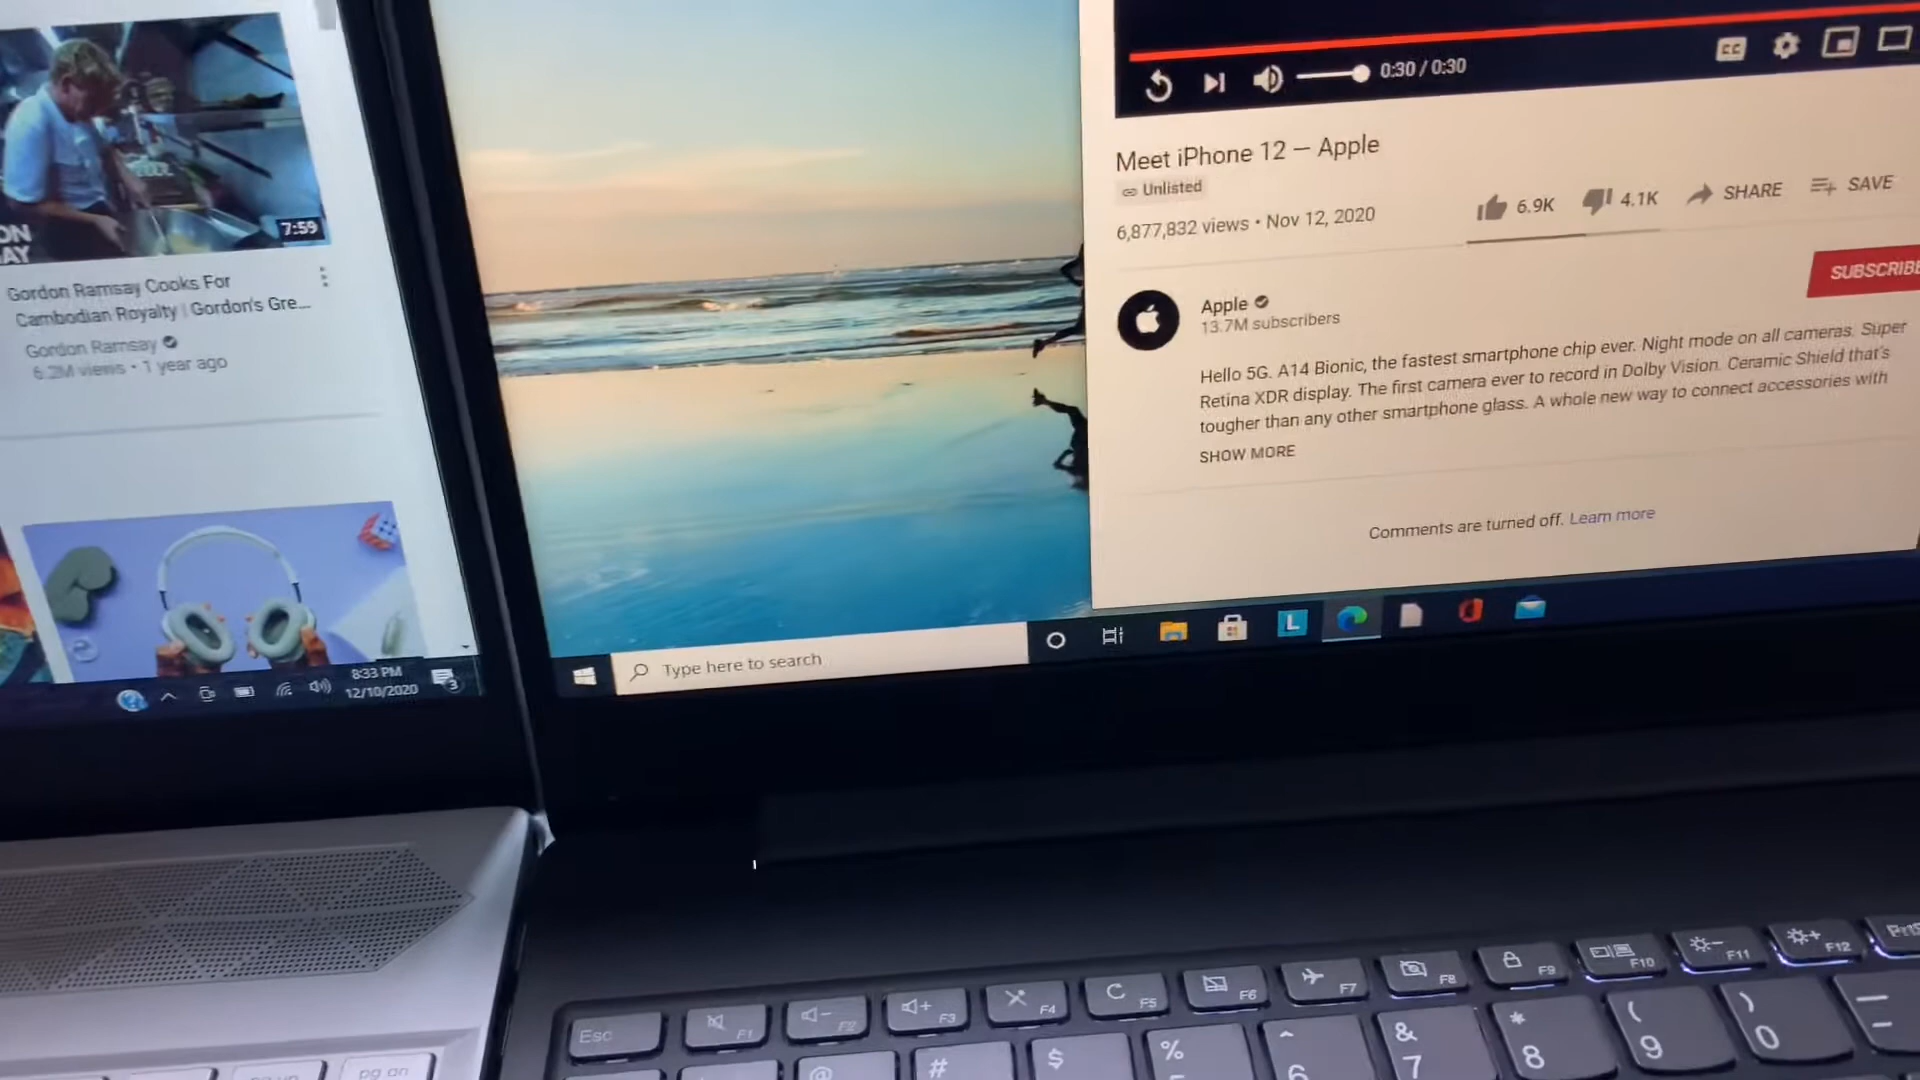 ON
AY
7:59
Gordon Ramsay Cooks For
Cambodian Royalty | Gordon's Gre...
Gordon Ramsay
6.2M views • 1 year ago
8:33 PM
12/10/2020
3
0:30 / 0:30
CC
Meet iPhone 12 — Apple
Unlisted
6,877,832 views • Nov 12, 2020
6.9K
4.1K
SHARE
SAVE
SUBSCRIBE
Apple
13.7M subscribers
Hello 5G. A14 Bionic, the fastest smartphone chip ever. Night mode on all cameras. Super
Retina XDR display. The first camera ever to record in Dolby Vision. Ceramic Shield that's
tougher than any other smartphone glass. A whole new way to connect accessories with
SHOW MORE
Comments are turned off. Learn more
Type here to search
L
Esc
F1
F2
F3
F4
F5
F6
F7
F8
F9
F10
F11
F12
@
#
$
%
^
6
&
7
*
8
(
9
)
0